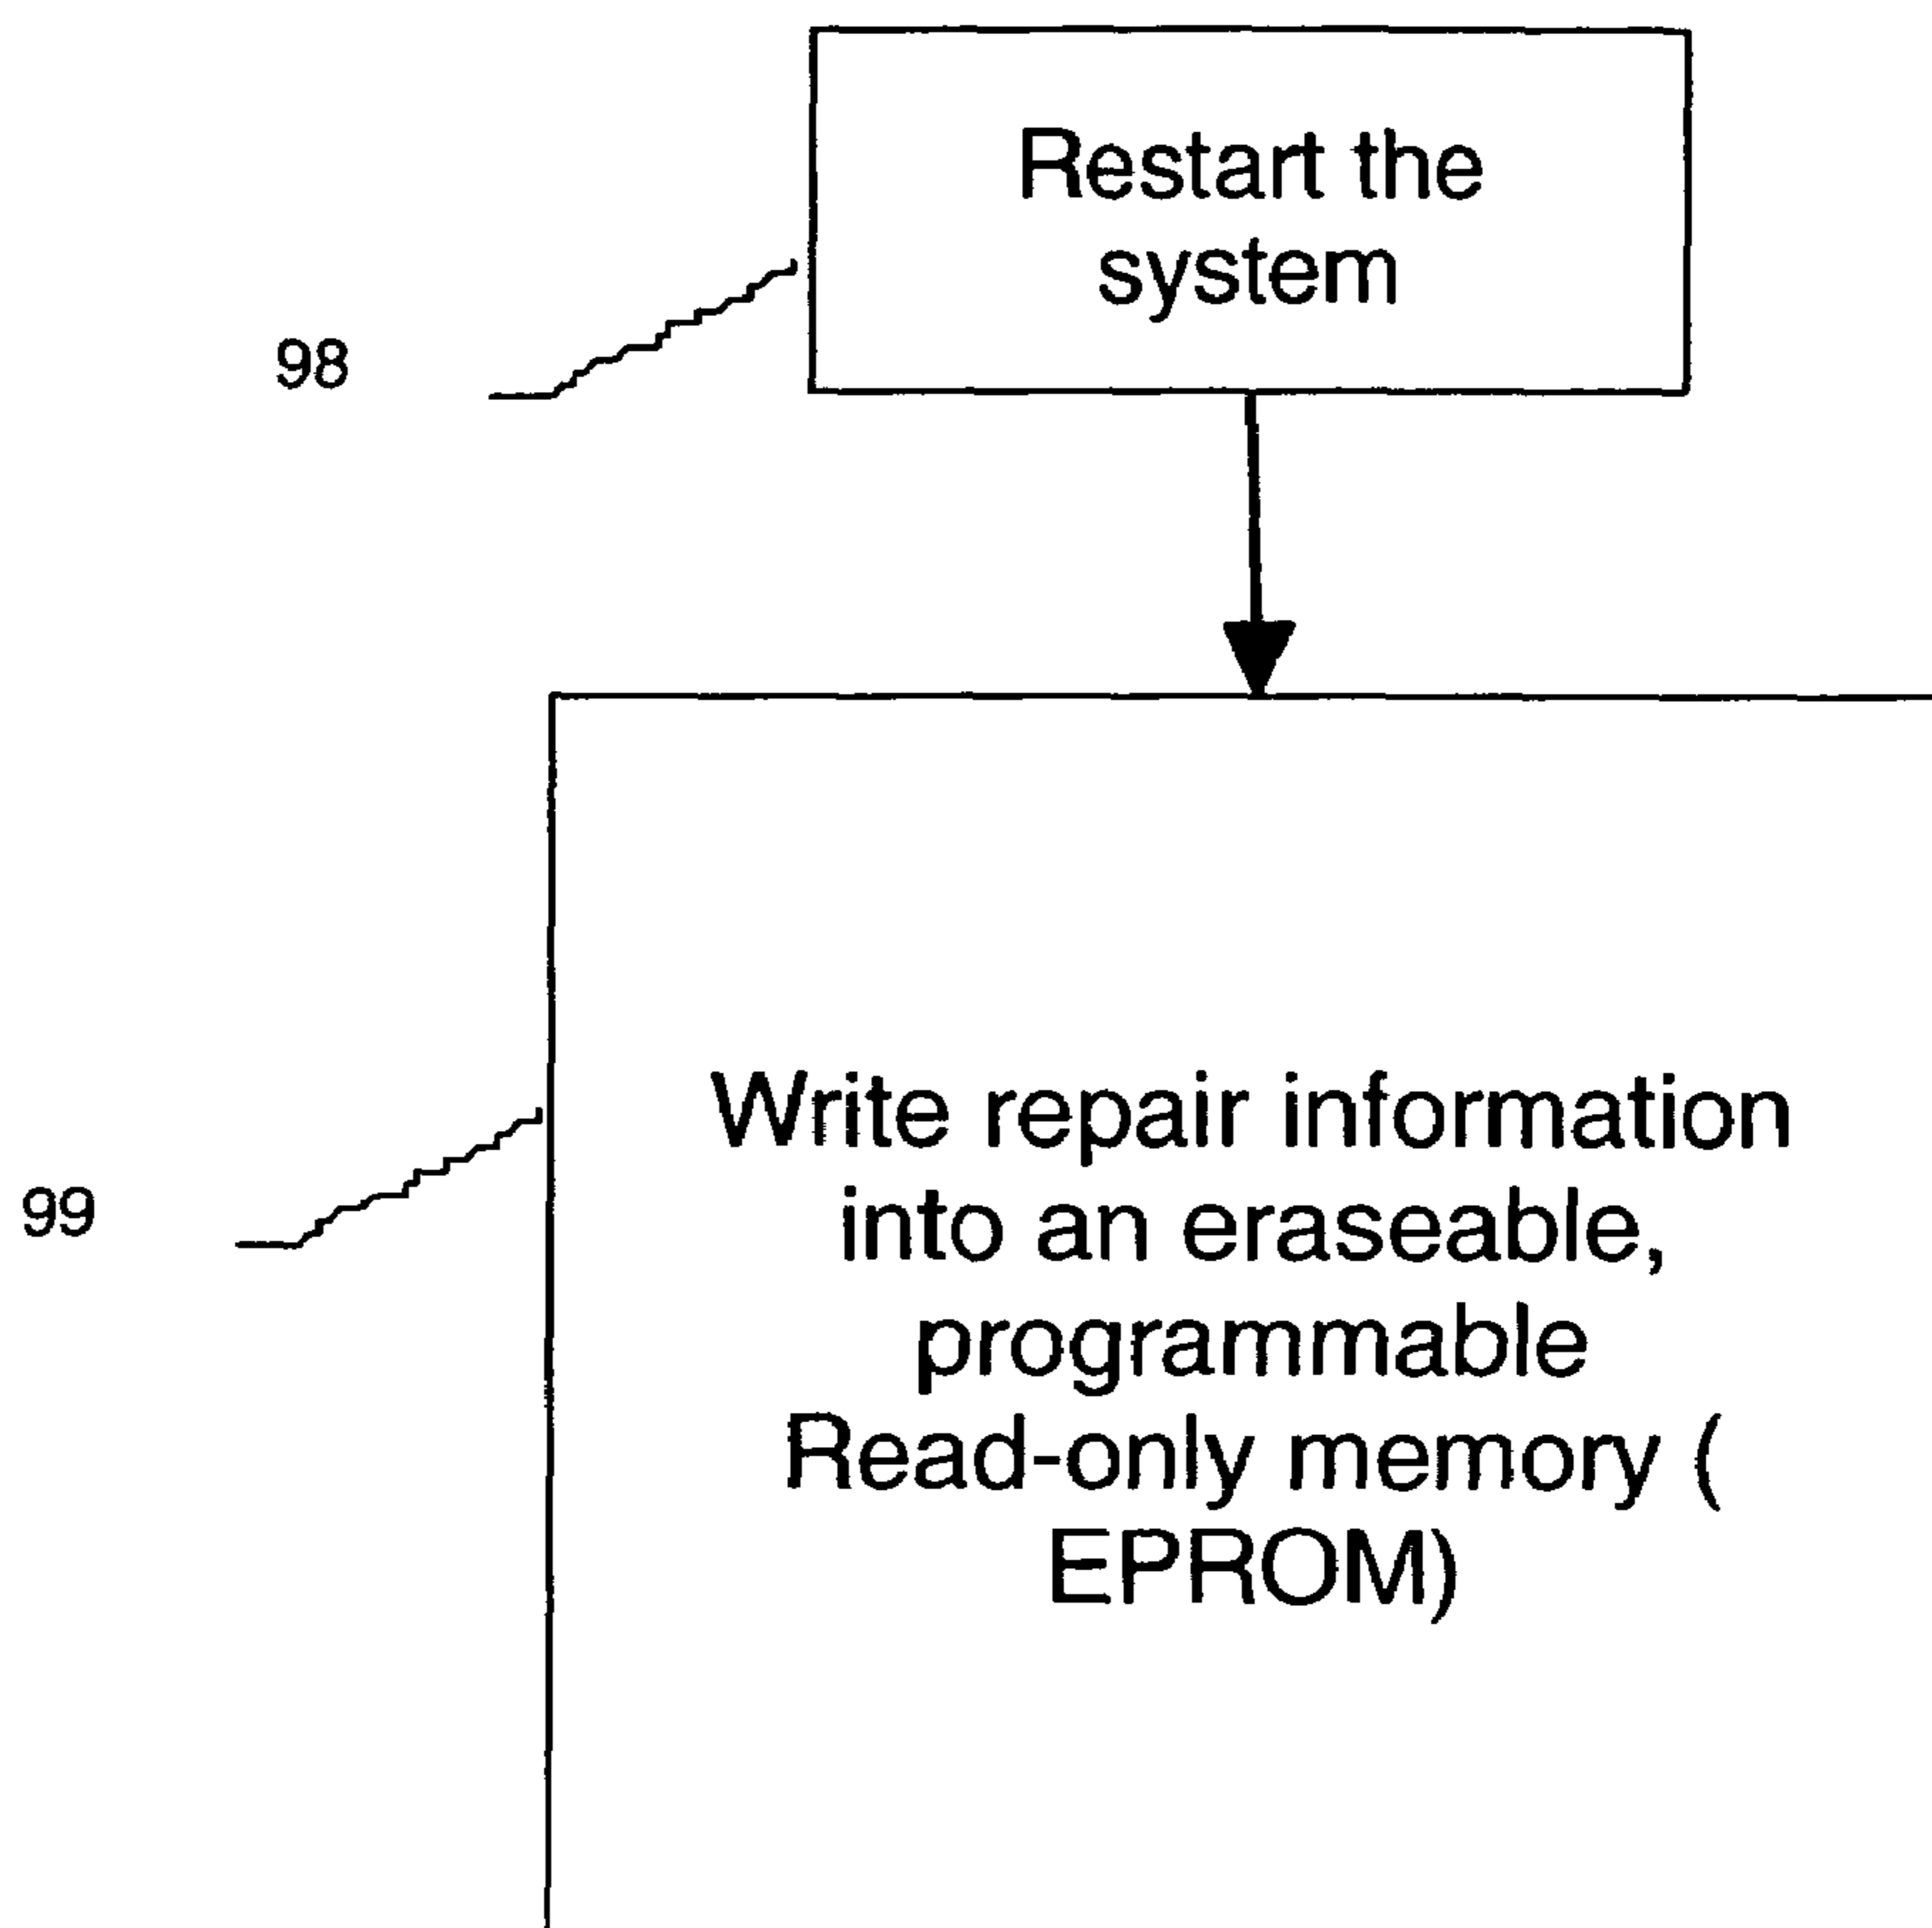 Restart the
system
98
Write repair information
into an eraseable,
programmable
Read-only memory (
EPROM)
99